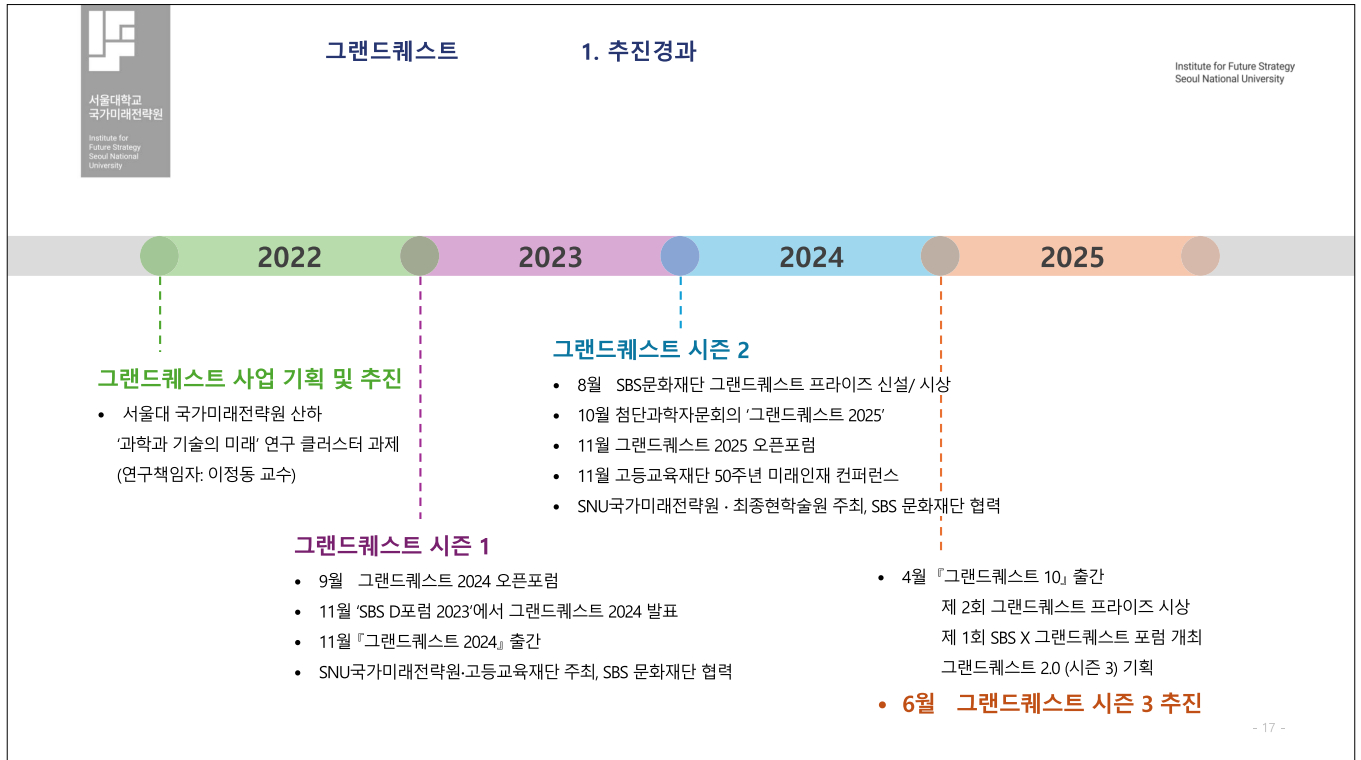 서울대학교
국가미래전략원
Institute for
Future Strategy
Seoul National
University
그랜드퀘스트 1. 추진경과
Institute for Future Strategy
Seoul National University
2022 2023 2024 2025
그랜드퀘스트 사업 기획 및 추진
• 서울대 국가미래전략원 산하
‘과학과 기술의 미래’ 연구 클러스터 과제
(연구책임자: 이정동 교수)
그랜드퀘스트 시즌 1
• 9월 그랜드퀘스트 2024 오픈포럼
• 11월 ‘SBS D포럼 2023’에서 그랜드퀘스트 2024 발표
• 11월 『그랜드퀘스트 2024』 출간
• SNU국가미래전략원·고등교육재단 주최, SBS 문화재단 협력
그랜드퀘스트 시즌 2
• 8월 SBS문화재단 그랜드퀘스트 프라이즈 신설/ 시상
• 10월 첨단과학자문회의 ‘그랜드퀘스트 2025’
• 11월 그랜드퀘스트 2025 오픈포럼
• 11월 고등교육재단 50주년 미래인재 컨퍼런스
• SNU국가미래전략원 · 최종현학술원 주최, SBS 문화재단 협력
• 4월 『그랜드퀘스트 10』 출간
제 2회 그랜드퀘스트 프라이즈 시상
제 1회 SBS X 그랜드퀘스트 포럼 개최
그랜드퀘스트 2.0 (시즌 3) 기획
• 6월 그랜드퀘스트 시즌 3 추진
- 17 -